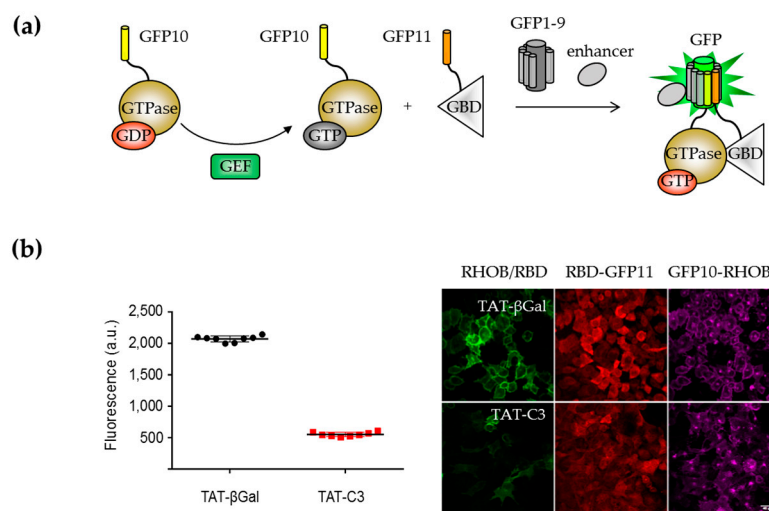 (a)
GFP10
GFP10
GFP11
GFP1-9
enhancer
GFP
GTPase
GDP
GEF
GTPase
GTP
+
GBD
GTPase
GBD
GTP
(b)
Fluorescence (a.u.)
2,500
2,000
1,500
1,000
500
TAT-βGal
TAT-C3
RHOB/RBD
RBD-GFP11
GFP10-RHOB
TAT-βGal
TAT-C3